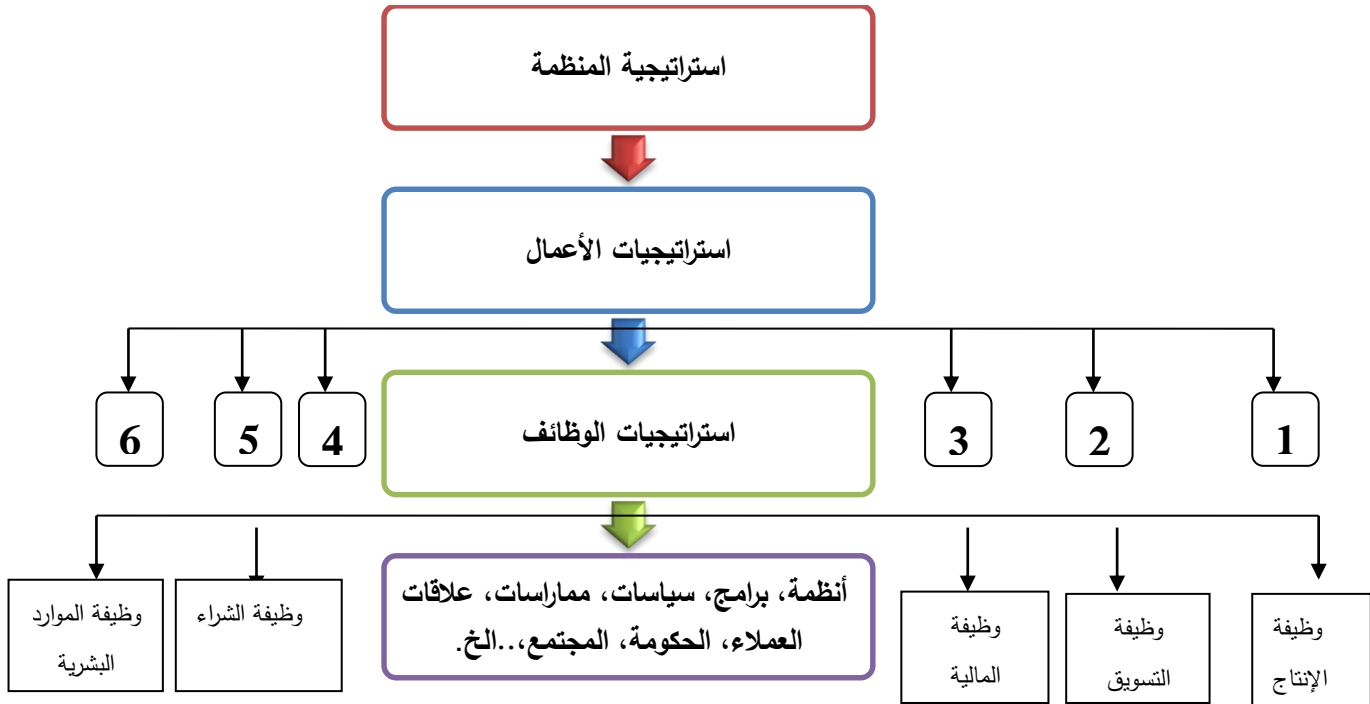 استراتيجية المنظمة
استراتيجيات الأعمال
1
2
3
استراتيجيات الوظائف
4
5
6
وظيفة
الإنتاج
وظيفة
التسويق
وظيفة
المالية
أنظمة، برامج، سياسات، مماراسات، علاقات
العملاء، الحكومة، المجتمع،..الخ.
وظيفة الشراء
وظيفة الموارد
البشرية